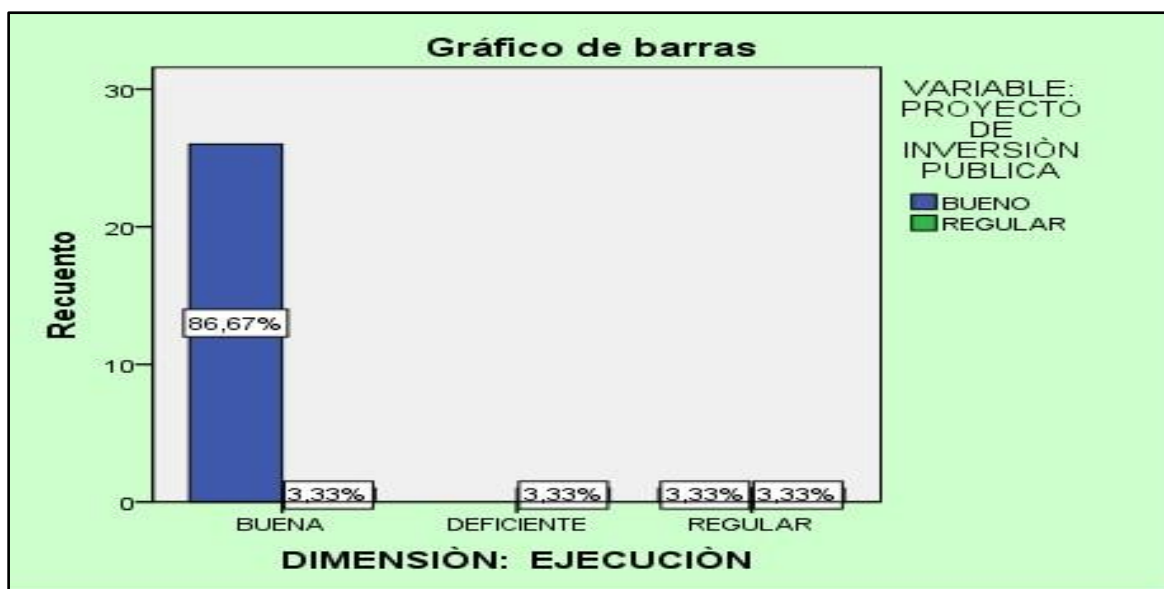 Gráfico de barras
30
20
10
0
Recuento
86,67%
3,33%
3,33%
3,33%
3,33%
BUENA
DEFICIENTE
REGULAR
DIMENSIÒN: EJECUCIÒN
VARIABLE:
PROYECTO
DE
INVERSIÒN
PUBLICA
BUENO
REGULAR